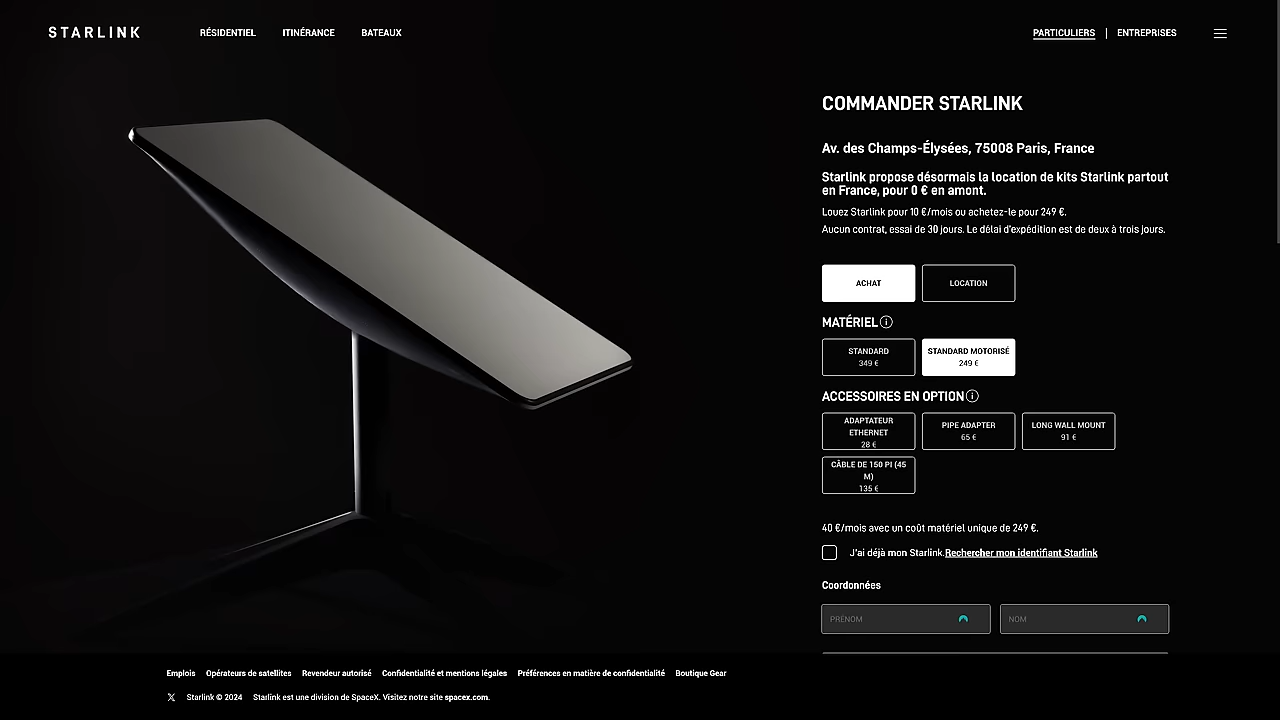 STARLINK
RÉSIDENTIEL
ITINÉRANCE
BATEAUX
PARTICULIERS | ENTREPRISES
COMMANDER STARLINK
Av. des Champs-Élysées, 75008 Paris, France
Starlink propose désormais la location de kits Starlink partout
en France, pour 0 € en amont.
Louez Starlink pour 10 €/mois ou achetez-le pour 249 €.
Aucun contrat, essai de 30 jours. Le délai d'expédition est de deux à trois jours.
ACHAT
LOCATION
MATÉRIEL
STANDARD
349 €
STANDARD MOTORISÉ
249 €
ACCESSOIRES EN OPTION
ADAPTATEUR
ETHERNET
28 €
PIPE ADAPTER
65 €
LONG WALL MOUNT
91 €
CÂBLE DE 150 PI (45
M)
135 €
40 €/mois avec un coût matériel unique de 249 €.
J'ai déjà mon Starlink.Rechercher mon identifiant Starlink
Coordonnées
PRÉNOM
NOM
Emplois
Opérateurs de satellites
Revendeur autorisé
Confidentialité et mentions légales
Préférences en matière de confidentialité
Boutique Gear
Starlink © 2024
Starlink est une division de SpaceX. Visitez notre site spacex.com.